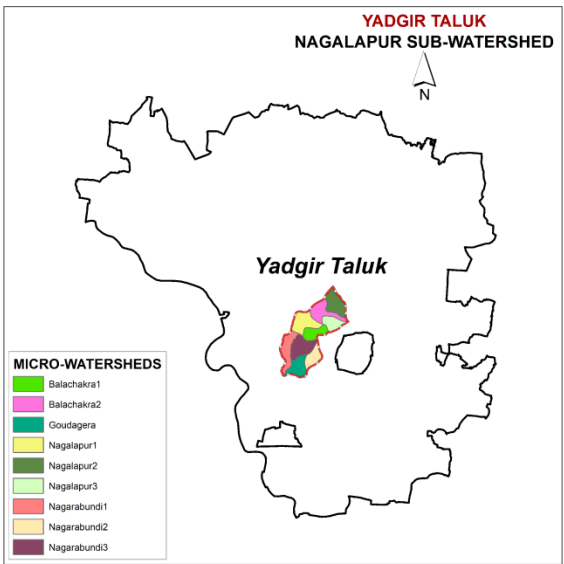 YADGIR TALUK
NAGALAPUR SUB-WATERSHED
N
Yadgir Taluk
MICRO-WATERSHEDS
Balachakra1
Balachakra2
Goudagera
Nagalapur1
Nagalapur2
Nagalapur3
Nagarabundi1
Nagarabundi2
Nagarabundi3